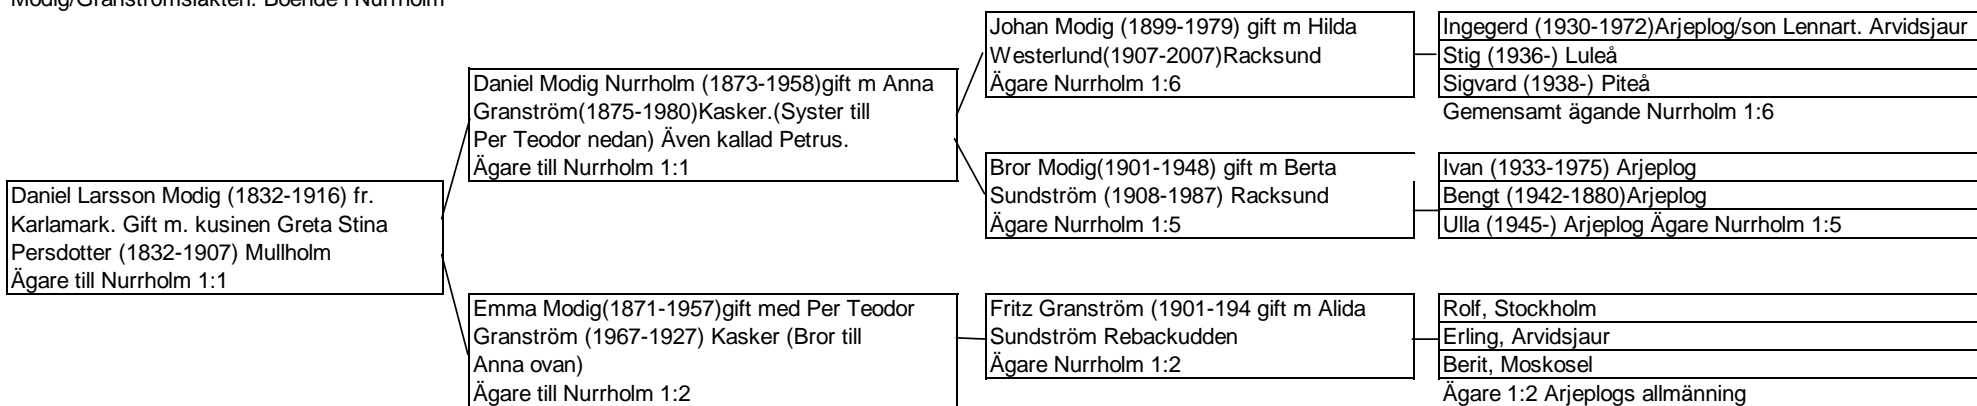 Modig/Granströmsläkten. Boende i Nurrholm
Daniel Larsson Modig (1832-1916) fr.
Karlamark. Gift m. kusinen Greta Stina
Persdotter (1832-1907) Mullholm
Ägare till Nurrholm 1:1
Daniel Modig Nurrholm (1873-1958)gift m Anna
Granström(1875-1980)Kasker.(Syster till
Per Teodor nedan) Även kallad Petrus.
Ägare till Nurrholm 1:1
Emma Modig(1871-1957)gift med Per Teodor
Granström (1967-1927) Kasker (Bror till
Anna ovan)
Ägare till Nurrholm 1:2
Johan Modig (1899-1979) gift m Hilda
Westerlund(1907-2007)Racksund
Ägare Nurrholm 1:6
Bror Modig(1901-1948) gift m Berta
Sundström (1908-1987) Racksund
Ägare Nurrholm 1:5
Fritz Granström (1901-194 gift m Alida
Sundström Rebackudden
Ägare Nurrholm 1:2
Ingegerd (1930-1972)Arjeplog/son Lennart. Arvidsjaur
Stig (1936-) Luleå
Sigvard (1938-) Piteå
Gemensamt ägande Nurrholm 1:6
Ivan (1933-1975) Arjeplog
Bengt (1942-1880)Arjeplog
Ulla (1945-) Arjeplog Ägare Nurrholm 1:5
Rolf, Stockholm
Erling, Arvidsjaur
Berit, Moskosel
Ägare 1:2 Arjeplogs allmänning